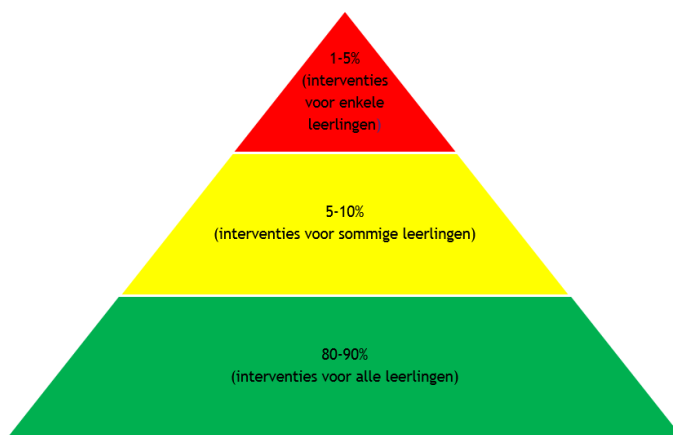 1-5%
(interventies
voor enkele
leerlingen)
5-10%
(interventies voor sommige leerlingen)
80-90%
(interventies voor alle leerlingen)